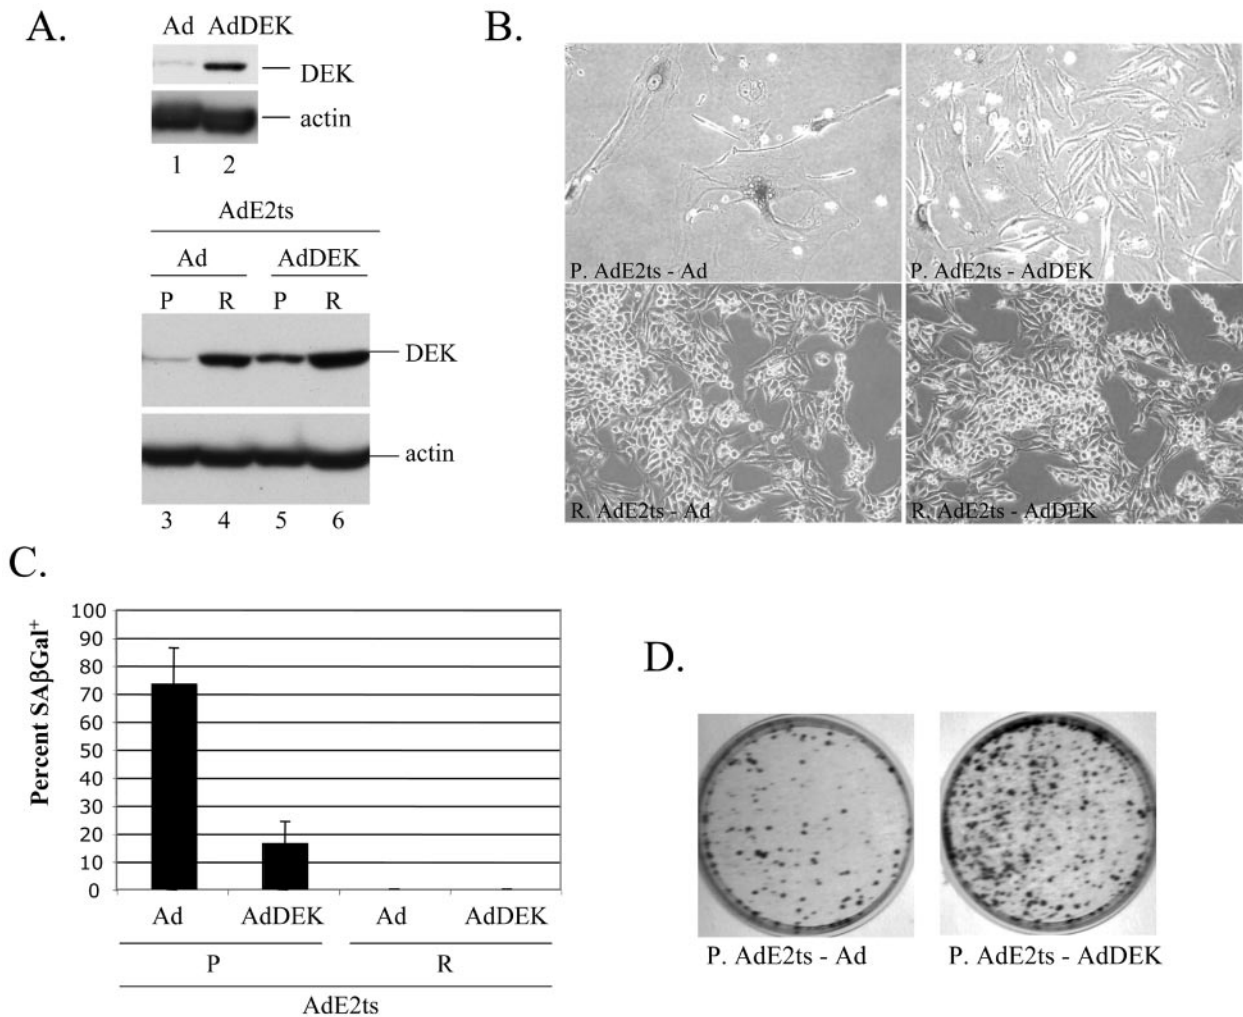 A.
Ad AdDEK
DEK
actin
1 2
AdE2ts
Ad AdDEK
P R P R
DEK
actin
3 4 5 6
B.
P. AdE2ts - Ad
P. AdE2ts - AdDEK
R. AdE2ts - Ad
R. AdE2ts - AdDEK
C.
Percent SAβGal⁺
100
90
80
70
60
50
40
30
20
10
0
Ad AdDEK Ad AdDEK
P R
AdE2ts
D.
P. AdE2ts - Ad
P. AdE2ts - AdDEK